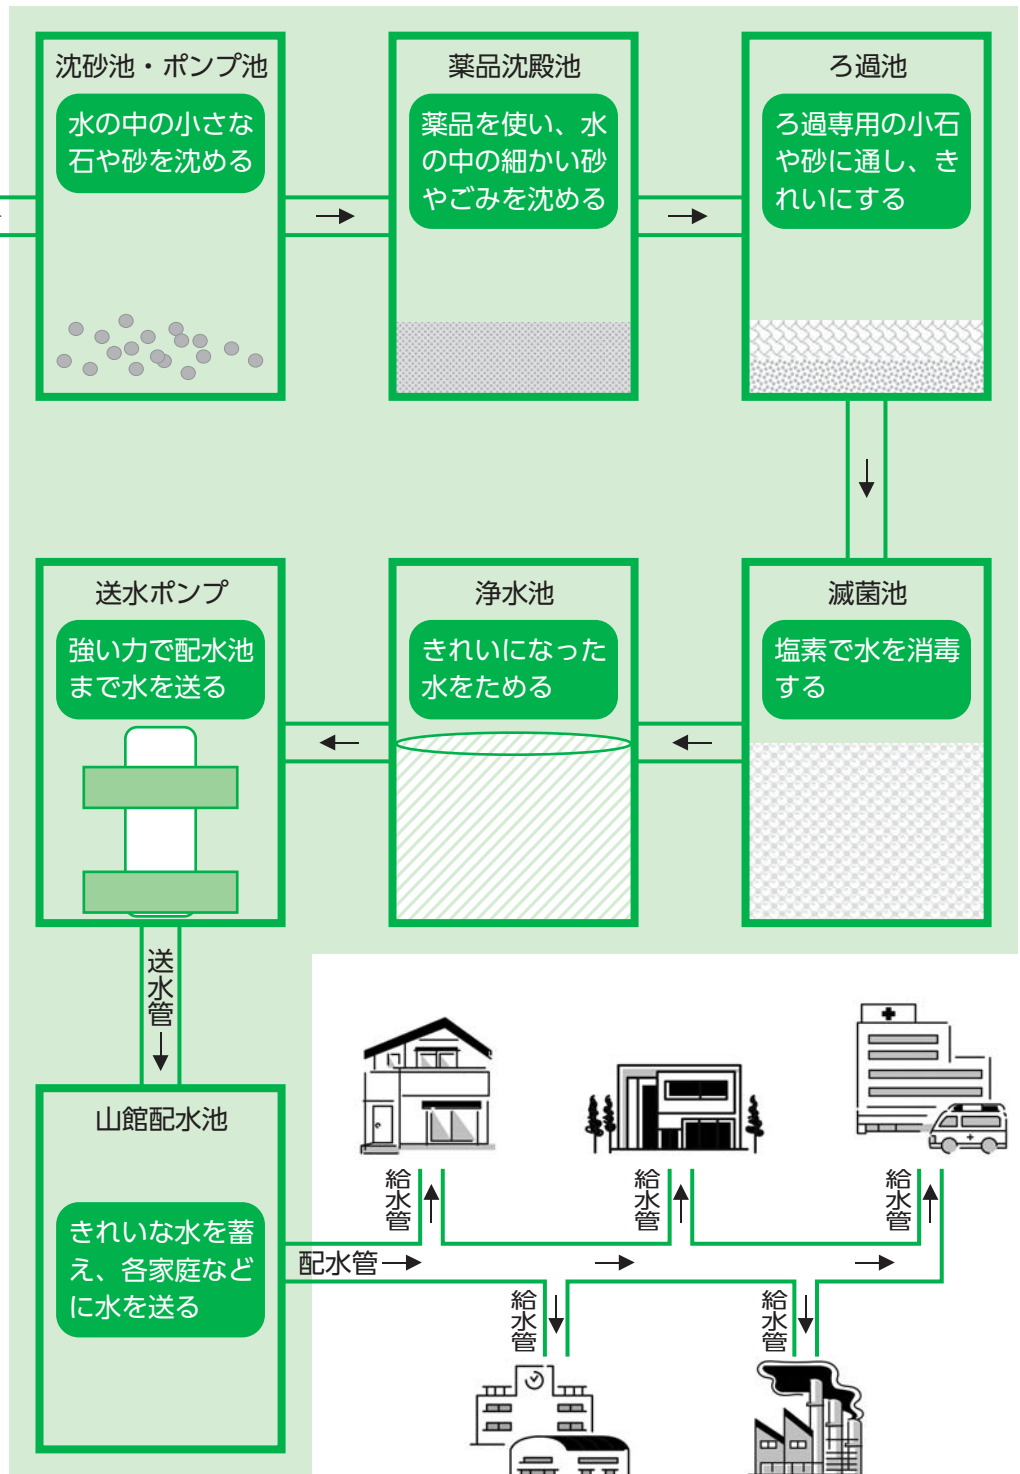 沈砂池・ポンプ池
水の中の小さな
石や砂を沈める
薬品沈殿池
薬品を使い、水
の中の細かい砂
やごみを沈める
ろ過池
ろ過専用の小石
や砂に通し、き
れいにする
送水ポンプ
強い力で配水池
まで水を送る
浄水池
きれいになった
水をためる
滅菌池
塩素で水を消毒
する
送水管
山館配水池
きれいな水を蓄
え、各家庭など
に水を送る
給水管
給水管
給水管
配水管
給水管
給水管